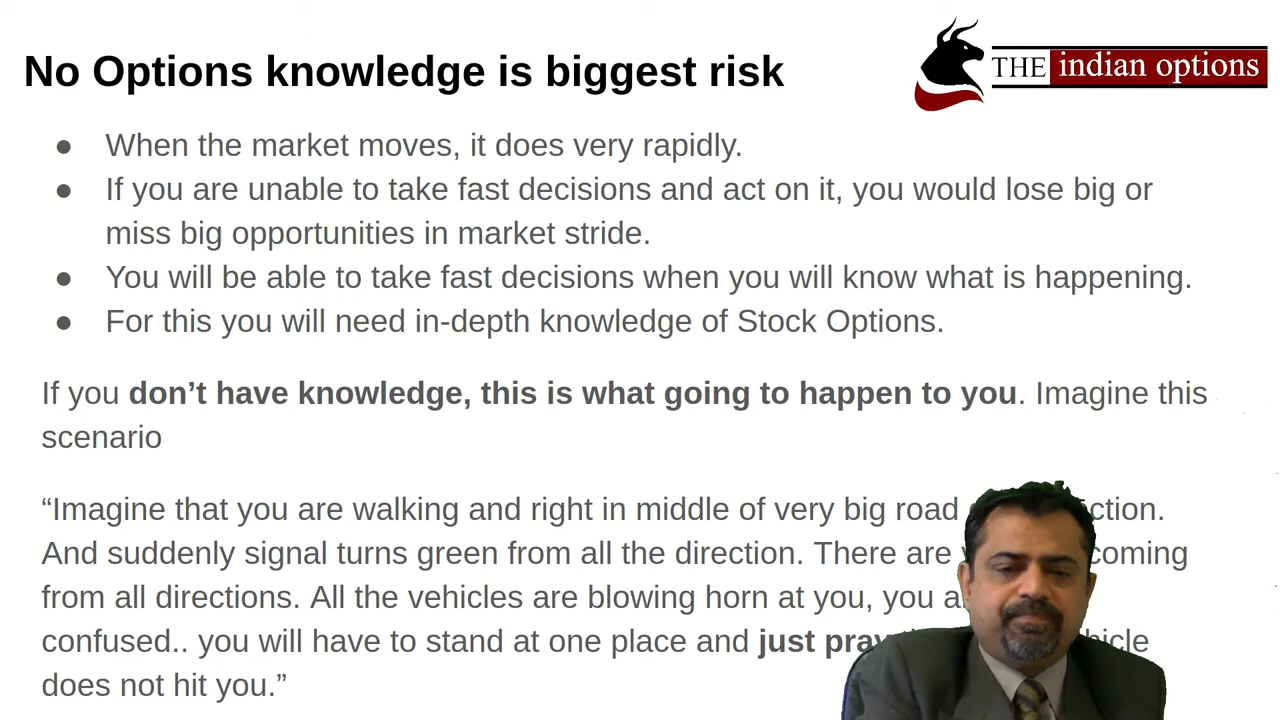 No Options knowledge is biggest risk
THE indian options
● When the market moves, it does very rapidly.
● If you are unable to take fast decisions and act on it, you would lose big or
miss big opportunities in market stride.
● You will be able to take fast decisions when you will know what is happening.
● For this you will need in-depth knowledge of Stock Options.
If you don’t have knowledge, this is what going to happen to you. Imagine this
scenario
“Imagine that you are walking and right in middle of very big road
And suddenly signal turns green from all the direction. There are coming
from all directions. All the vehicles are blowing horn at you, you
confused.. you will have to stand at one place and just pray
does not hit you.”